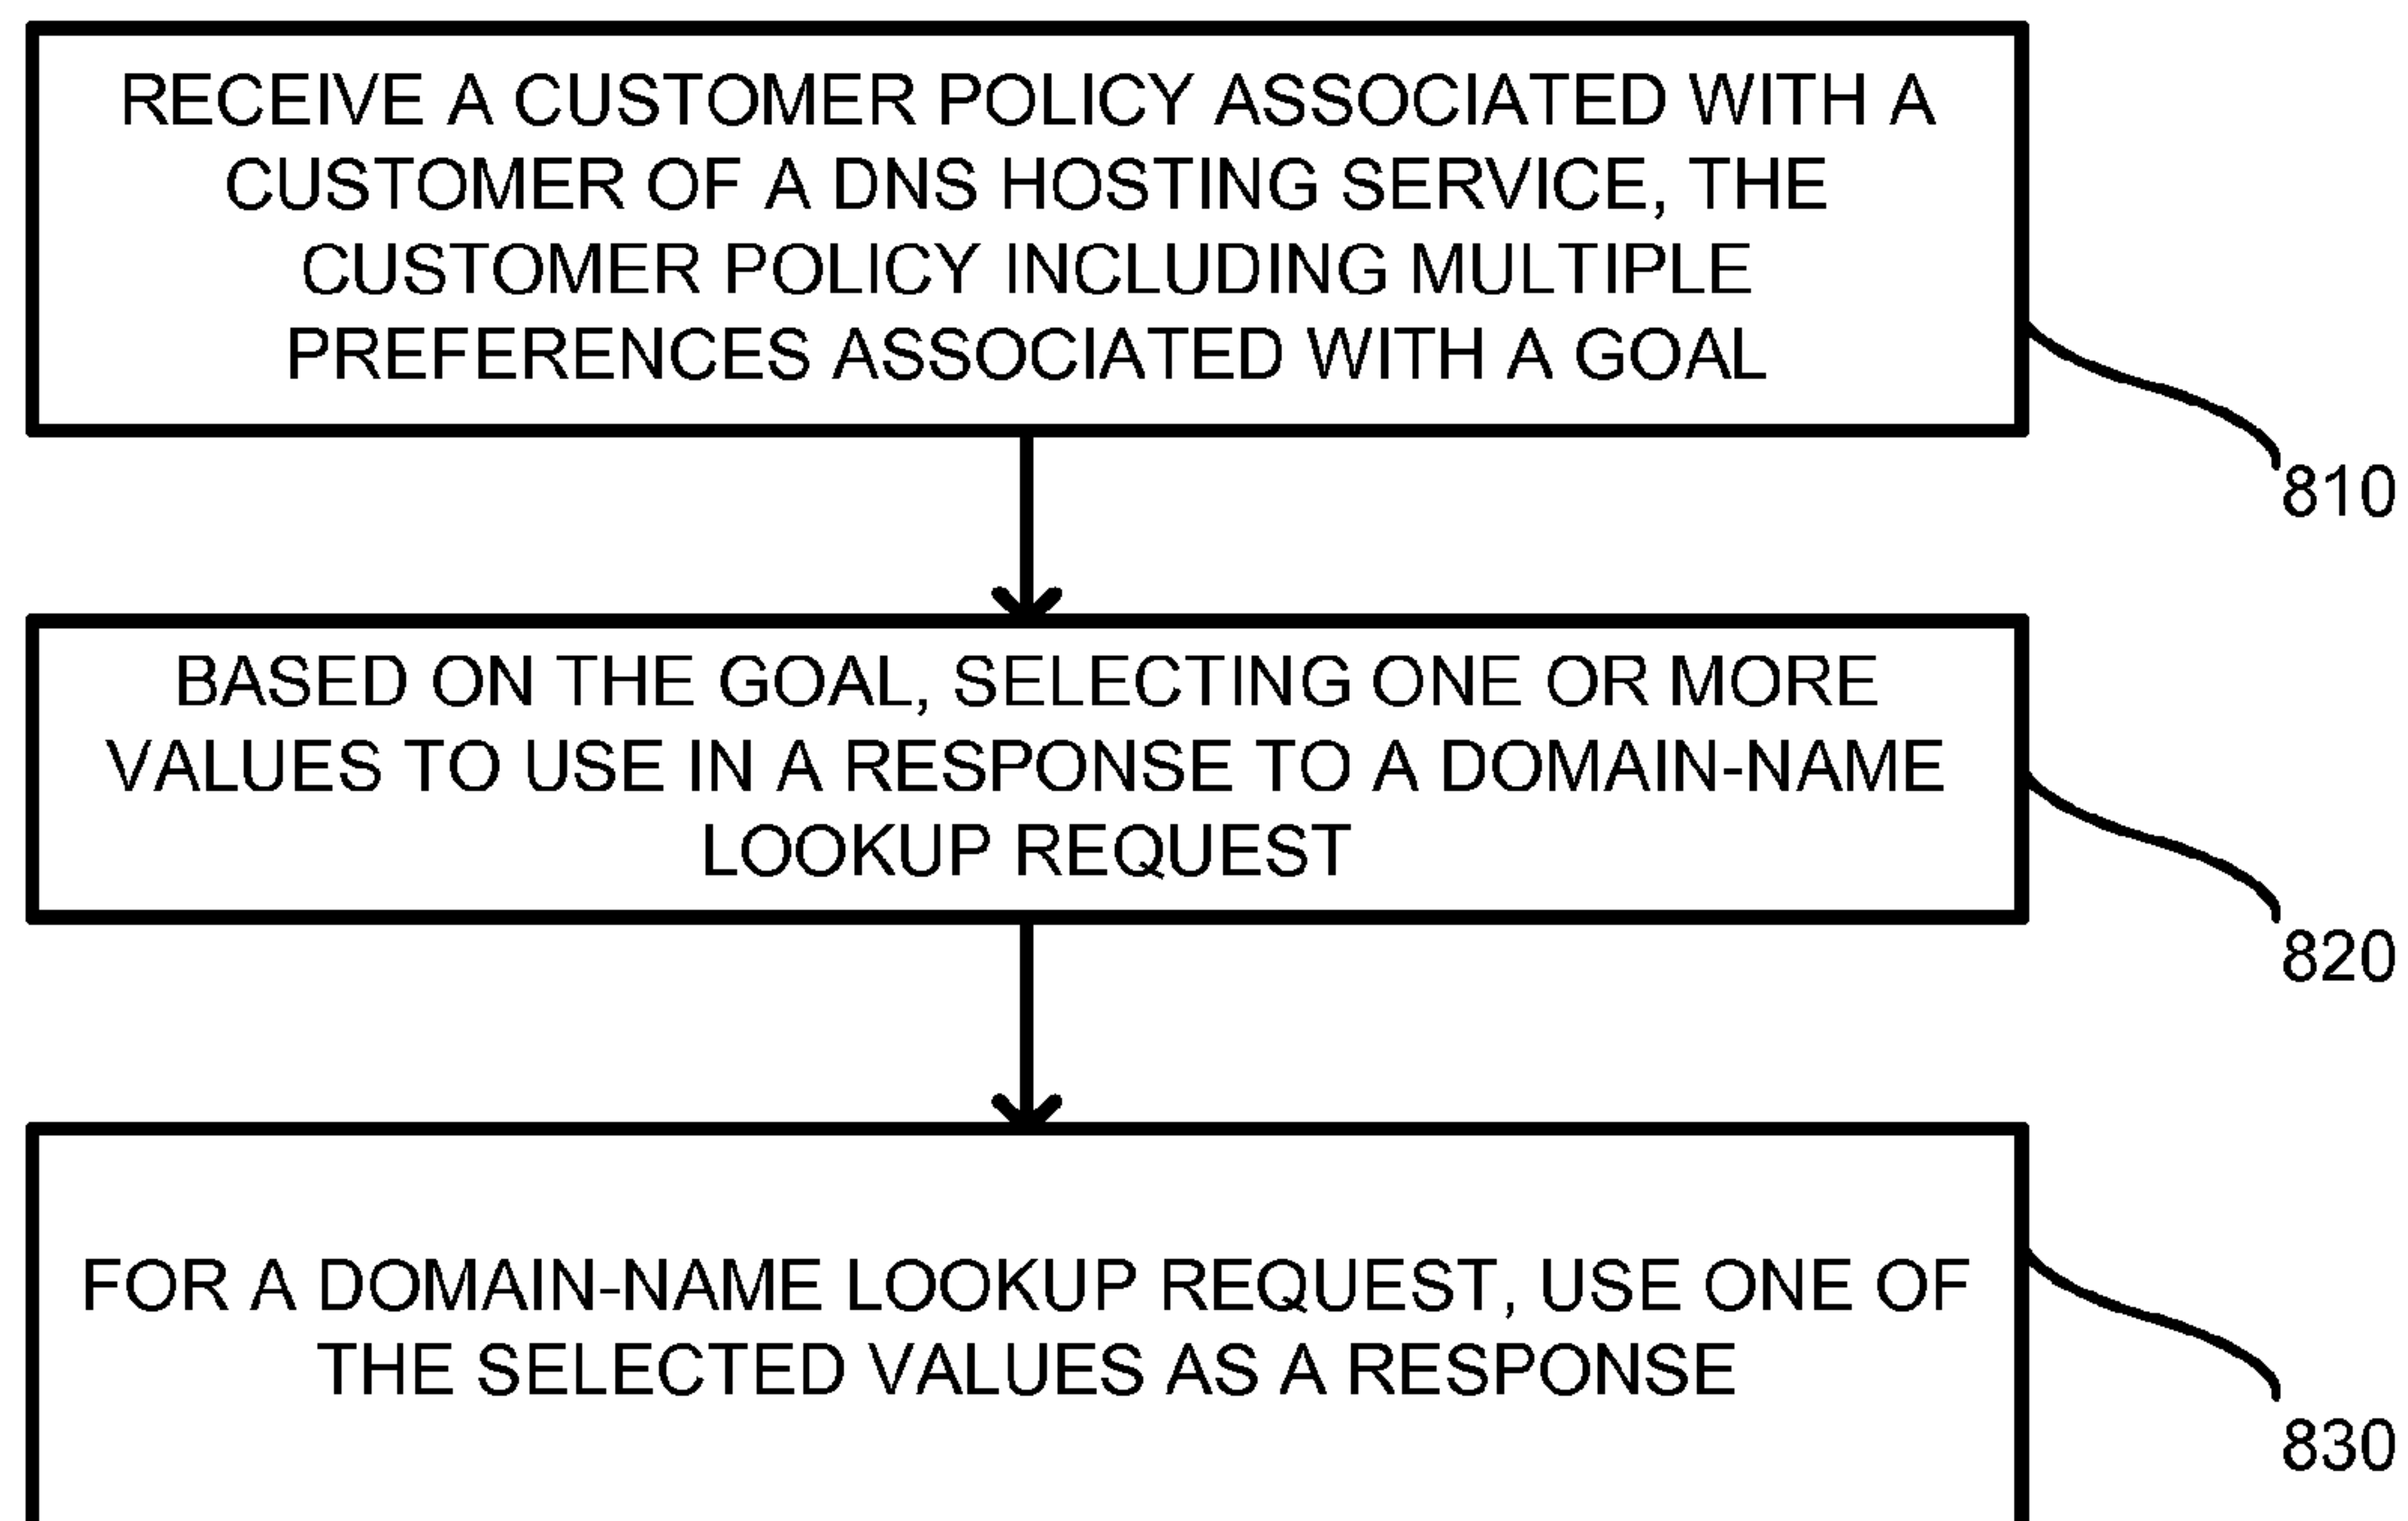 RECEIVE A CUSTOMER POLICY ASSOCIATED WITH A
CUSTOMER OF A DNS HOSTING SERVICE, THE
CUSTOMER POLICY INCLUDING MULTIPLE
PREFERENCES ASSOCIATED WITH A GOAL
810
BASED ON THE GOAL, SELECTING ONE OR MORE
VALUES TO USE IN A RESPONSE TO A DOMAIN-NAME
LOOKUP REQUEST
820
FOR A DOMAIN-NAME LOOKUP REQUEST, USE ONE OF
THE SELECTED VALUES AS A RESPONSE
830